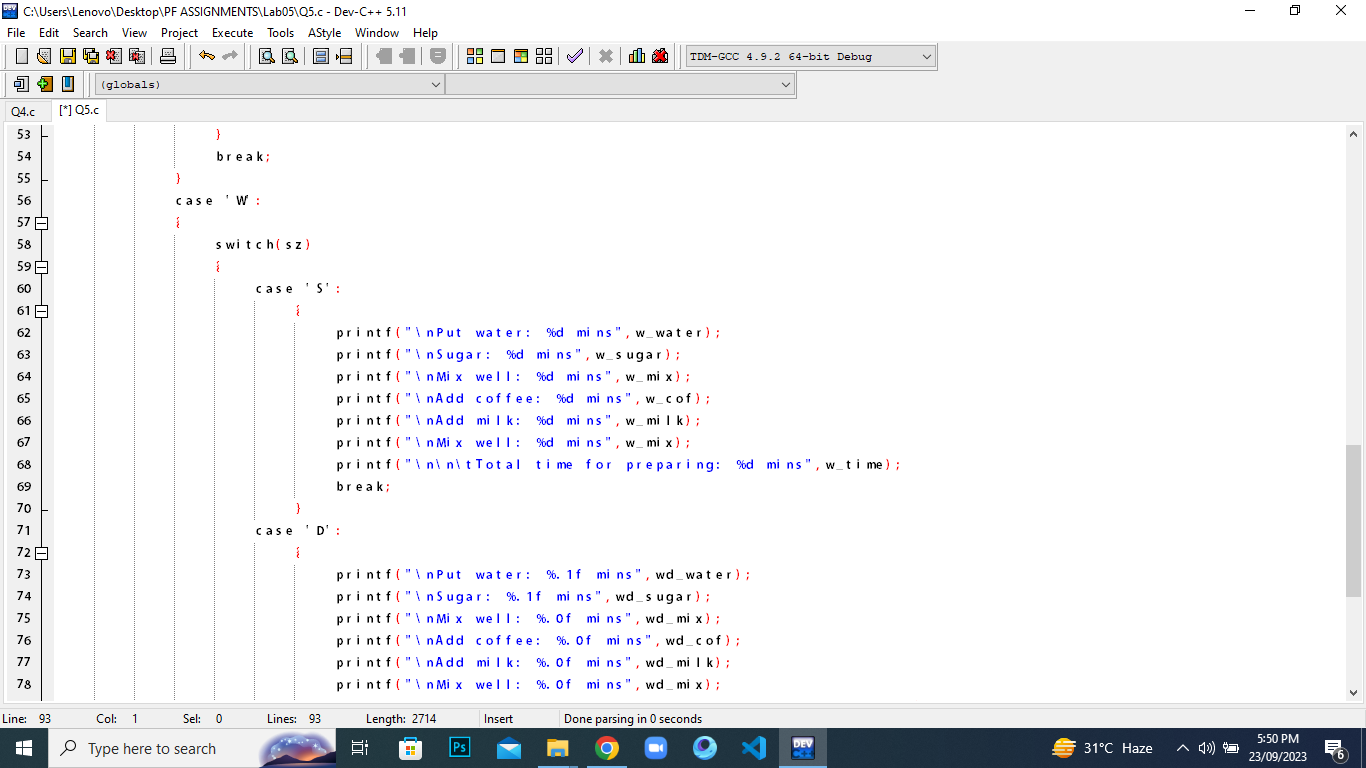 C:\Users\Lenovo\Desktop\PF ASSIGNMENTS\Lab05\Q5.c - Dev-C++ 5.11
File Edit Search View Project Execute Tools AStyle Window Help
TDM-GCC 4.9.2 64-bit Debug
(globals)
Q4.c [*] Q5.c
53 }
54 break;
55 }
56 case 'W':
57 {
58 switch(sz)
59 {
60 case 'S':
61 {
62 printf("\nPut water: %d mins",w_water);
63 printf("\nSugar: %d mins",w_sugar);
64 printf("\nMix well: %d mins",w_mix);
65 printf("\nAdd coffee: %d mins",w_cof);
66 printf("\nAdd milk: %d mins",w_milk);
67 printf("\nMix well: %d mins",w_mix);
68 printf("\n\n\tTotal time for preparing: %d mins",w_time);
69 break;
70 }
71 case 'D':
72 {
73 printf("\nPut water: %.1f mins",wd_water);
74 printf("\nSugar: %.1f mins",wd_sugar);
75 printf("\nMix well: %.0f mins",wd_mix);
76 printf("\nAdd coffee: %.0f mins",wd_cof);
77 printf("\nAdd milk: %.0f mins",wd_milk);
78 printf("\nMix well: %.0f mins",wd_mix);
Line: 93 Col: 1 Sel: 0 Lines: 93 Length: 2714 Insert Done parsing in 0 seconds
Type here to search
Ps
DEV
31°C Haze
5:50 PM
23/09/2023
6